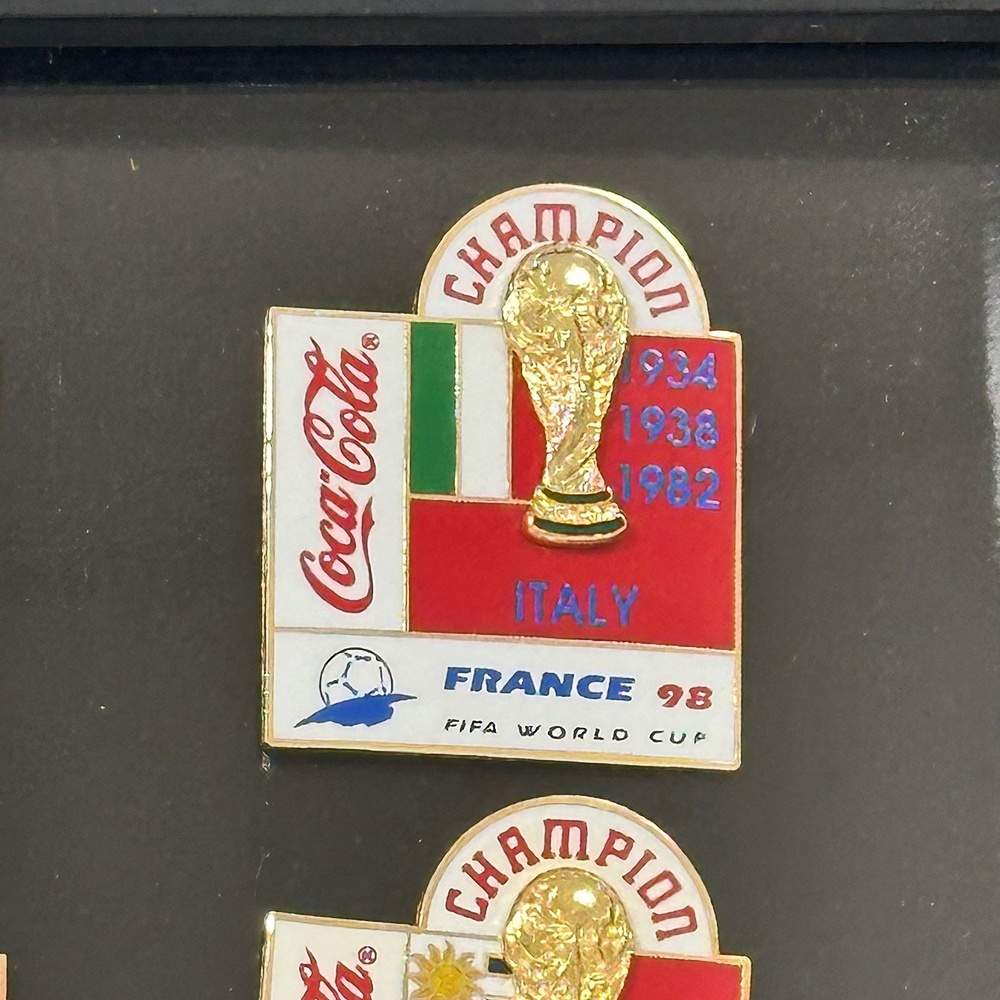 CHAMPION
Coca-Cola®
1934
1938
1982
ITALY
FRANCE 98
FIFA WORLD CUP
CHAMPION